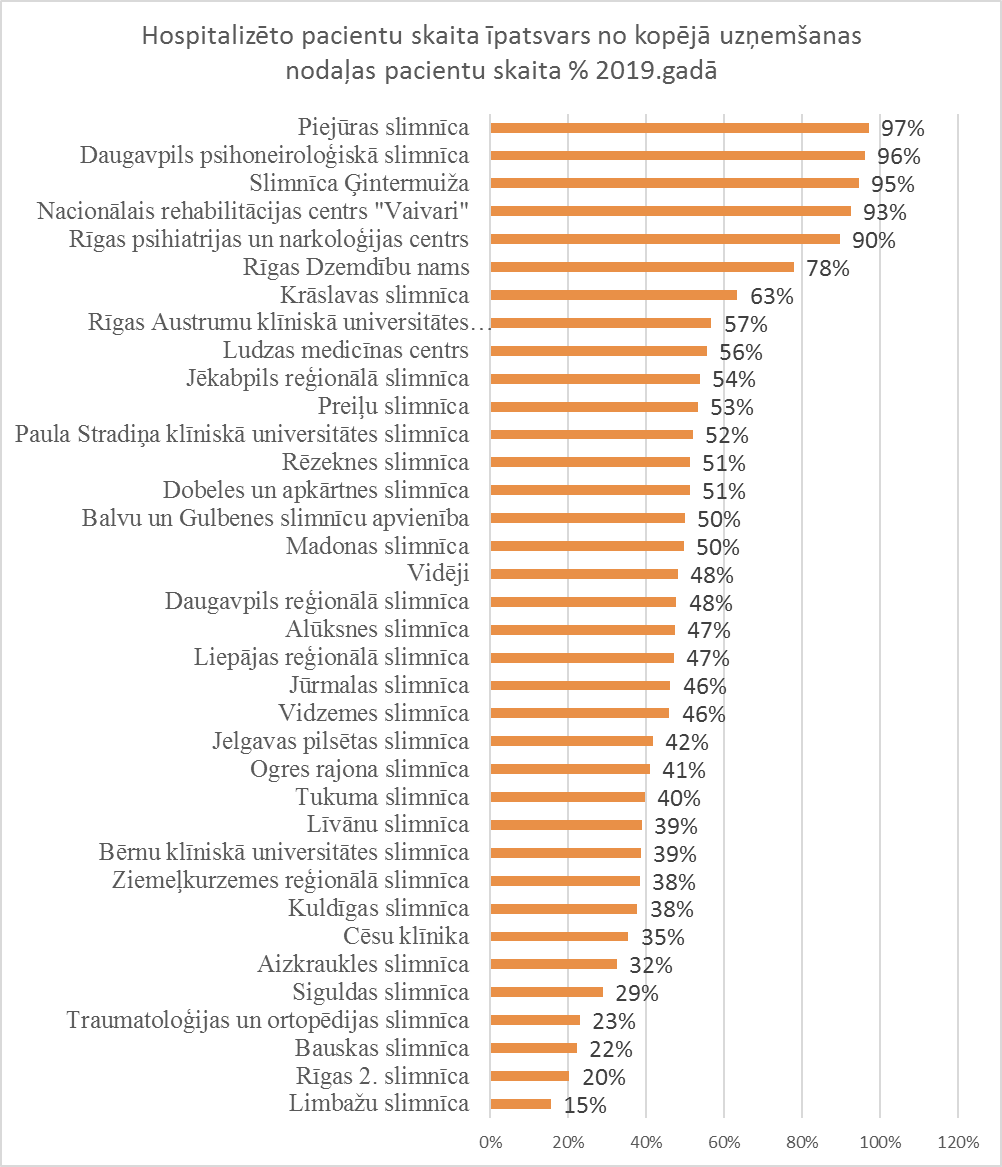 Hospitalizēto pacientu skaita īpatsvars no kopējā uzņemšanas
nodaļas pacientu skaita % 2019.gadā
Piejūras slimnīca 97%
Daugavpils psihoneiroloģiskā slimnīca 96%
Slimnīca Ģintermuiža 95%
Nacionālais rehabilitācijas centrs "Vaivari" 93%
Rīgas psihiatrijas un narkoloģijas centrs 90%
Rīgas Dzemdību nams 78%
Krāslavas slimnīca 63%
Rīgas Austrumu klīniskā universitātes… 57%
Ludzas medicīnas centrs 56%
Jēkabpils reģionālā slimnīca 54%
Preiļu slimnīca 53%
Paula Stradiņa klīniskā universitātes slimnīca 52%
Rēzeknes slimnīca 51%
Dobeles un apkārtnes slimnīca 51%
Balvu un Gulbenes slimnīcu apvienība 50%
Madonas slimnīca 50%
Vidēji 48%
Daugavpils reģionālā slimnīca 48%
Alūksnes slimnīca 47%
Liepājas reģionālā slimnīca 47%
Jūrmalas slimnīca 46%
Vidzemes slimnīca 46%
Jelgavas pilsētas slimnīca 42%
Ogres rajona slimnīca 41%
Tukuma slimnīca 40%
Līvānu slimnīca 39%
Bērnu klīniskā universitātes slimnīca 39%
Ziemeļkurzemes reģionālā slimnīca 38%
Kuldīgas slimnīca 38%
Cēsu klīnika 35%
Aizkraukles slimnīca 32%
Siguldas slimnīca 29%
Traumatoloģijas un ortopēdijas slimnīca 23%
Bauskas slimnīca 22%
Rīgas 2. slimnīca 20%
Limbažu slimnīca 15%
0% 20% 40% 60% 80% 100% 120%